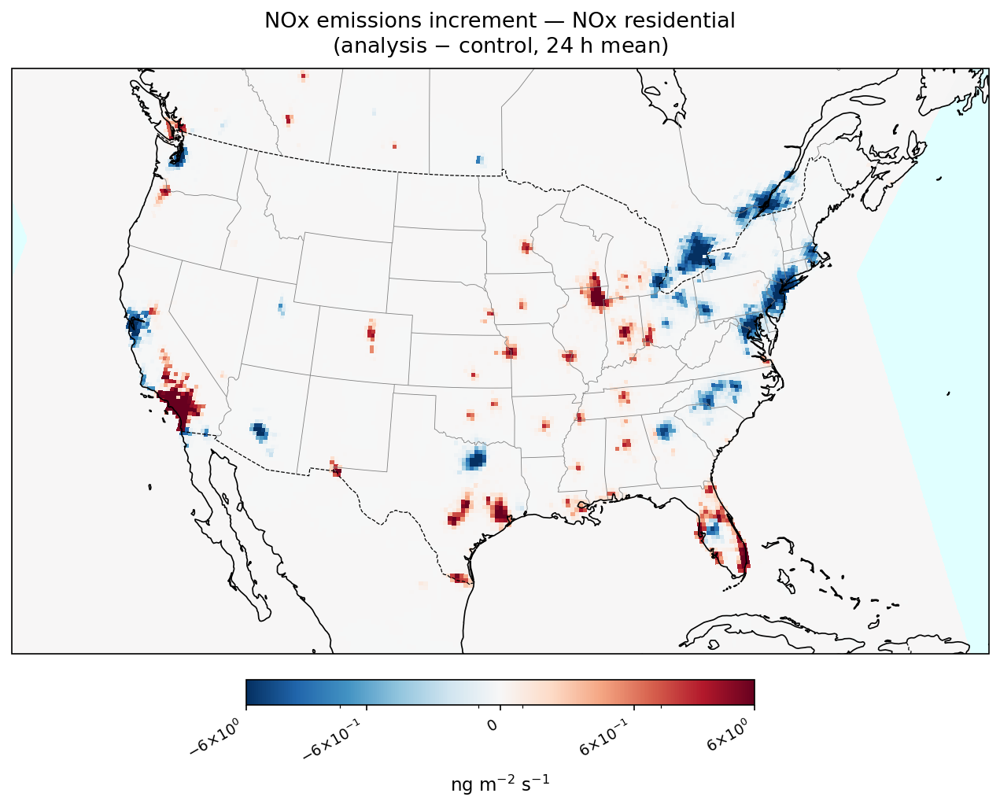 NOx emissions increment — NOx residential
(analysis − control, 24 h mean)
−6×10⁰
−6×10⁻¹
0
6×10⁻¹
6×10⁰
ng m⁻² s⁻¹